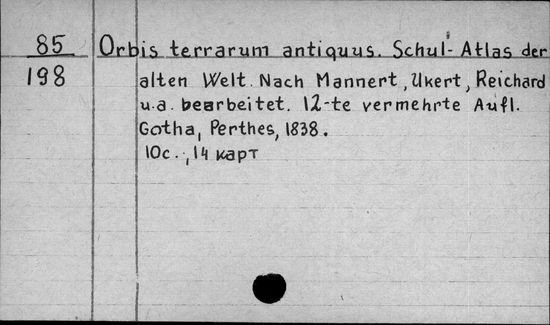 85 Orbis terrarum antiquus. Schul-Atlas der
198 alten Welt. Nach Mannert, Ukert, Reichard
u.a. bearbeitet. 12-te vermehrte Aufl.
Gotha, Perthes, 1838.
10с., 14 карт